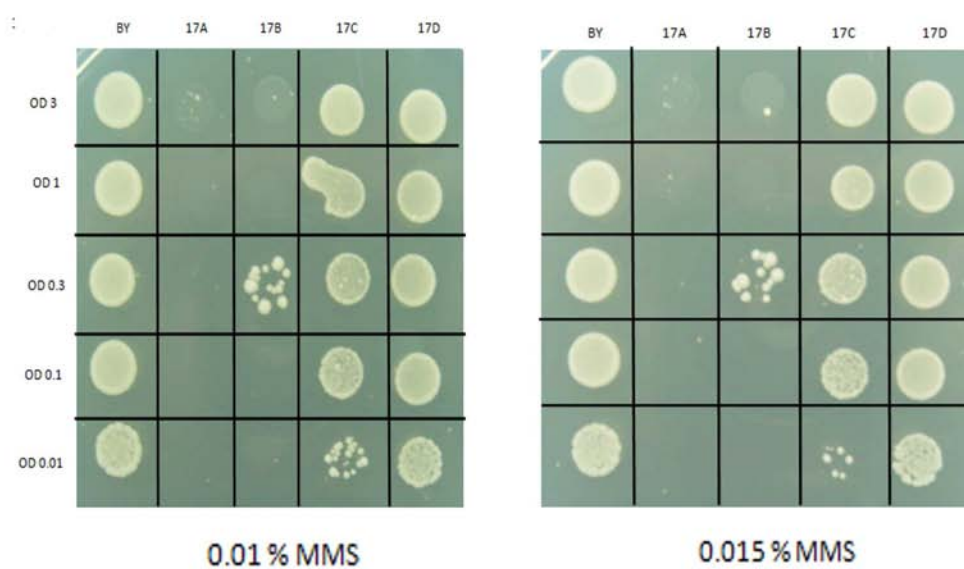 :
BY 17A 17B 17C 17D
BY 17A 17B 17C 17D
OD 3
OD 1
OD 0.3
OD 0.1
OD 0.01
0.01 % MMS
0.015 % MMS